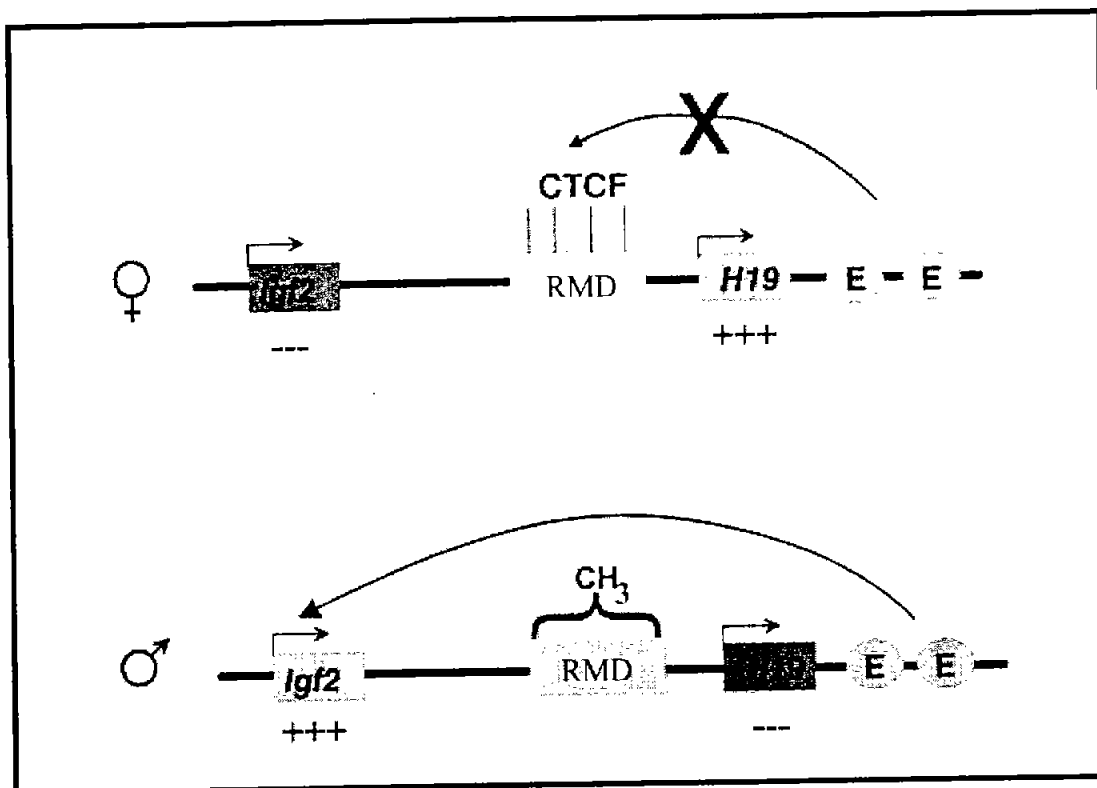 X
CTCF
♀ Igf2 RMD H19 E E
--- +++
CH3
♂ Igf2 RMD E E
+++ ---